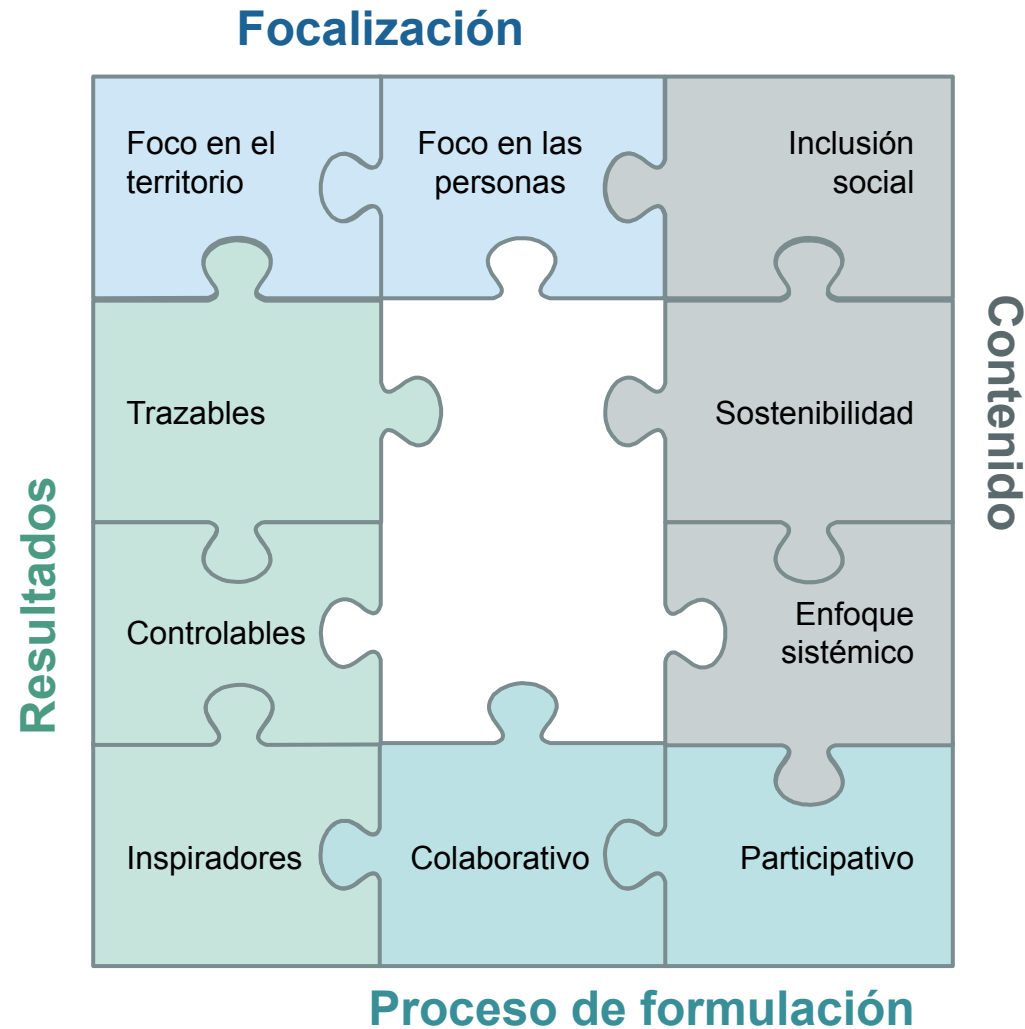 Focalización
Foco en el
territorio
Foco en las
personas
Inclusión
social
Trazables
Sostenibilidad
Contenido
Resultados
Controlables
Enfoque
sistémico
Inspiradores
Colaborativo
Participativo
Proceso de formulación